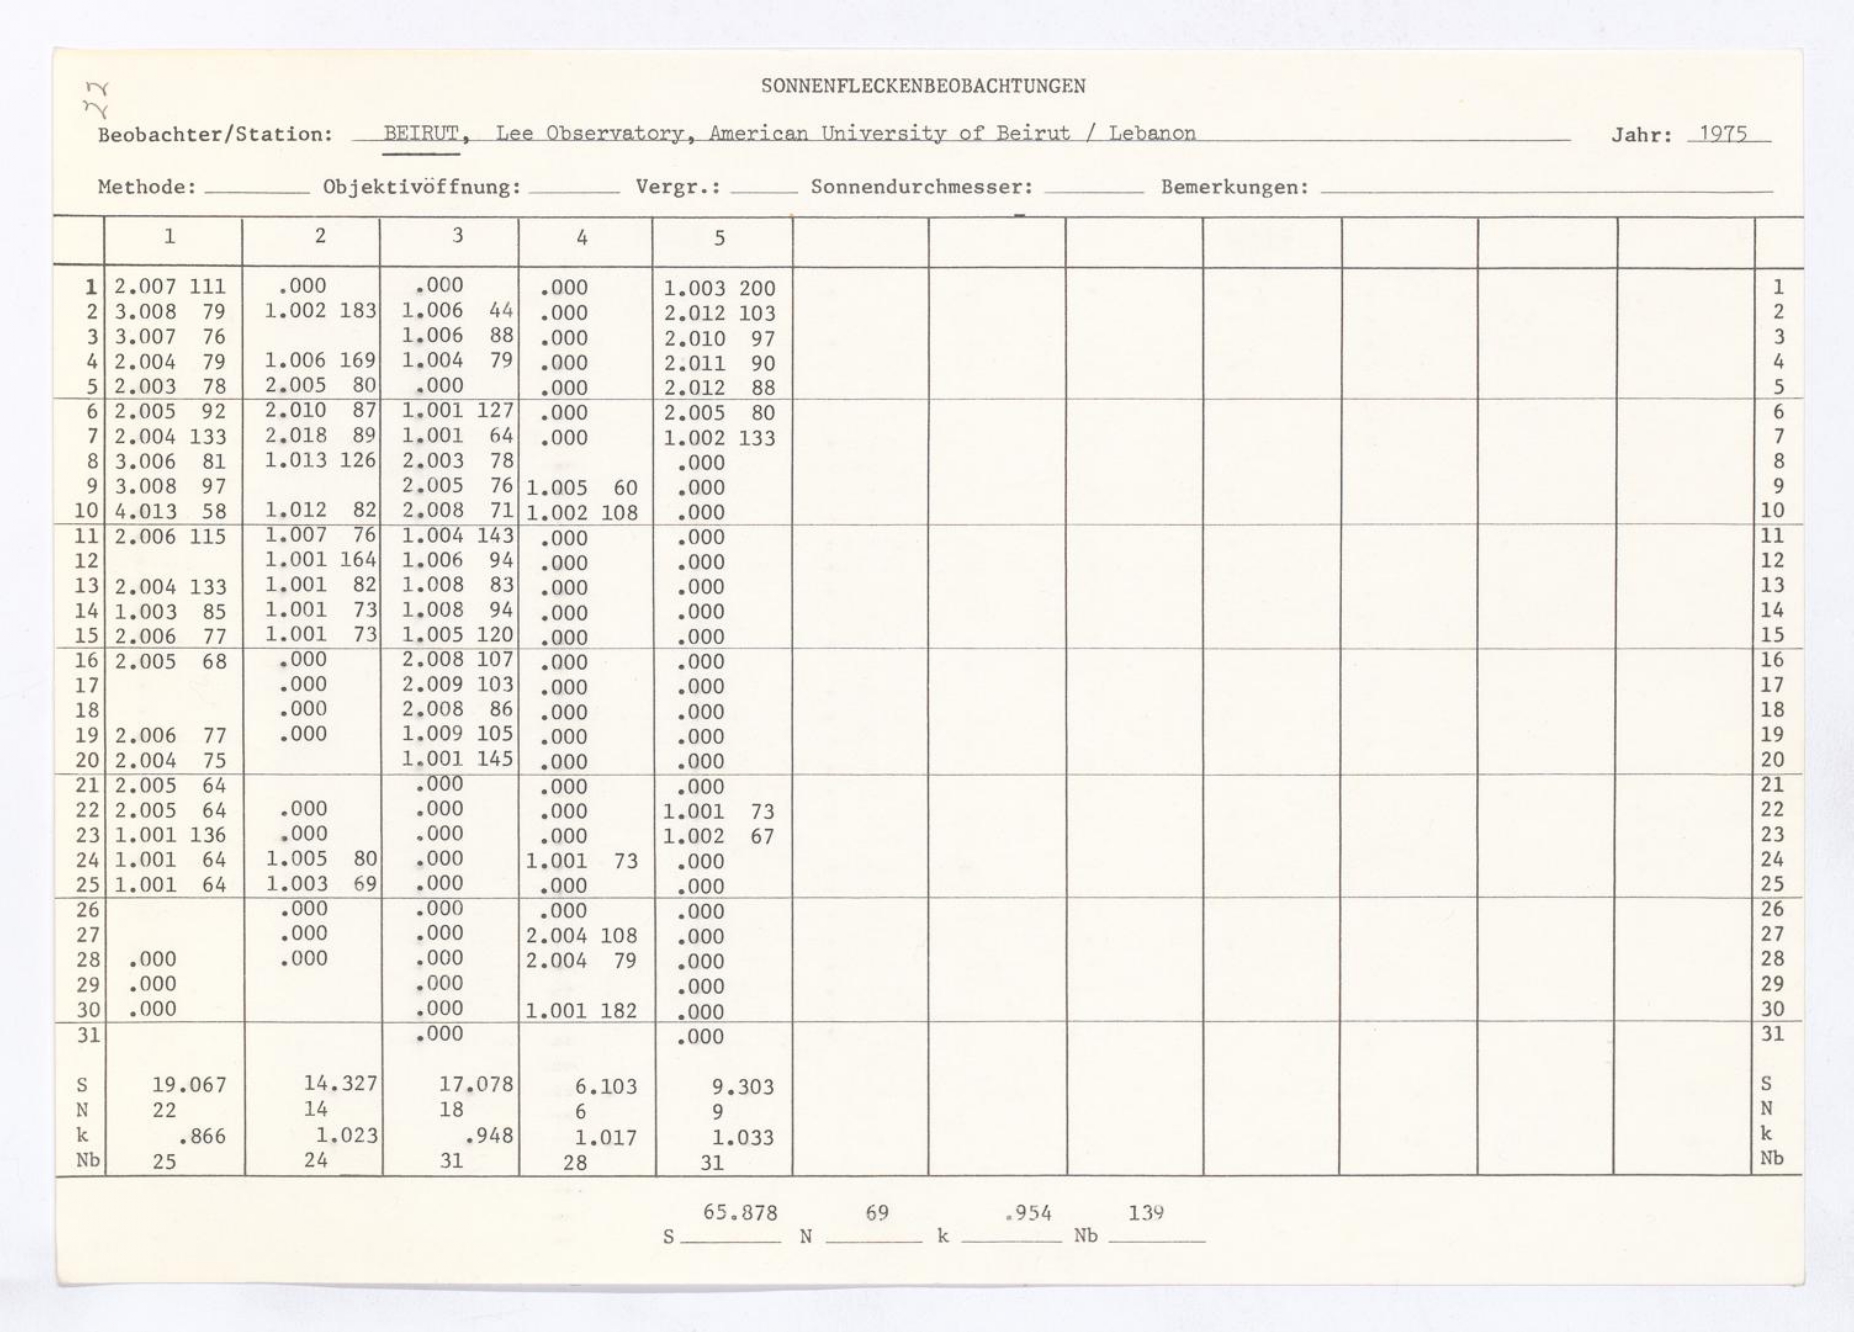 22
SONNENFLECKENBEOBACHTUNGEN
Beobachter/Station: BEIRUT, Lee Observatory, American University of Beirut / Lebanon Jahr: 1975
Methode: Objektivöffnung: Vergr.: Sonnendurchmesser: Bemerkungen:
1 2 3 4 5
1 2.007 111 .000 .000 .000 1.003 200 1
2 3.008 79 1.002 183 1.006 44 .000 2.012 103 2
3 3.007 76 1.006 88 .000 2.010 97 3
4 2.004 79 1.006 169 1.004 79 .000 2.011 90 4
5 2.003 78 2.005 80 .000 .000 2.012 88 5
6 2.005 92 2.010 87 1.001 127 .000 2.005 80 6
7 2.004 133 2.018 89 1.001 64 .000 1.002 133 7
8 3.006 81 1.013 126 2.003 78 .000 8
9 3.008 97 2.005 76 1.005 60 .000 9
10 4.013 58 1.012 82 2.008 71 1.002 108 .000 10
11 2.006 115 1.007 76 1.004 143 .000 .000 11
12 1.001 164 1.006 94 .000 .000 12
13 2.004 133 1.001 82 1.008 83 .000 .000 13
14 1.003 85 1.001 73 1.008 94 .000 .000 14
15 2.006 77 1.001 73 1.005 120 .000 .000 15
16 2.005 68 .000 2.008 107 .000 .000 16
17 .000 2.009 103 .000 .000 17
18 .000 2.008 86 .000 .000 18
19 2.006 77 .000 1.009 105 .000 .000 19
20 2.004 75 1.001 145 .000 .000 20
21 2.005 64 .000 .000 .000 21
22 2.005 64 .000 .000 .000 1.001 73 22
23 1.001 136 .000 .000 .000 1.002 67 23
24 1.001 64 1.005 80 .000 1.001 73 .000 24
25 1.001 64 1.003 69 .000 .000 .000 25
26 .000 .000 .000 .000 26
27 .000 .000 2.004 108 .000 27
28 .000 .000 .000 2.004 79 .000 28
29 .000 .000 .000 29
30 .000 .000 1.001 182 .000 30
31 .000 .000 31
S 19.067 14.327 17.078 6.103 9.303 S
N 22 14 18 6 9 N
k .866 1.023 .948 1.017 1.033 k
Nb 25 24 31 28 31 Nb
S 65.878 N 69 k .954 Nb 139